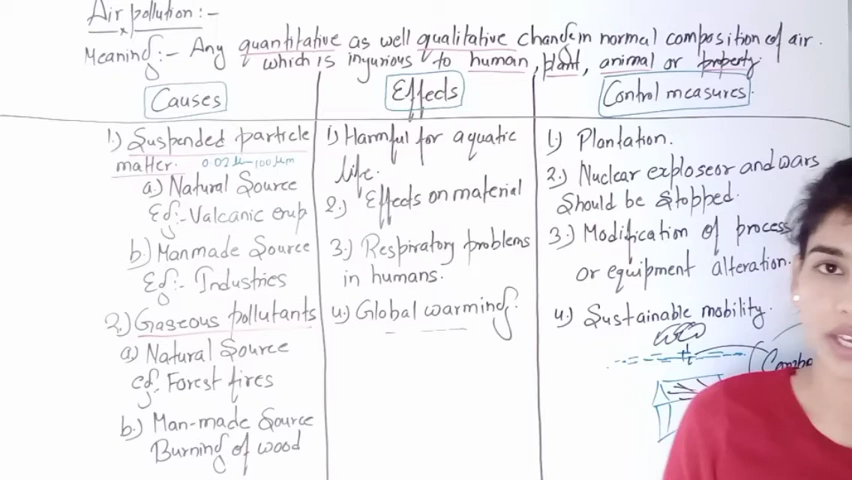 Air pollution:-
Meaning:- Any quantitative as well qualitative change in normal composition of air.
which is injurious to human, plant, animal or property
Causes
Effects
Control measures
1) Suspended particle
matter. 0.02 µ-100 µm
a) Natural Source
Eg:- Valcanic erup
b) Manmade Source
Eg:- Industries
2) Gaseous pollutants
a) Natural Source
eg- Forest fires
b) Man-made Source
Burning of wood
1) Harmful for aquatic
life.
2) Effects on material
3) Respiratory problems
in humans.
4) Global warming.
1) Plantation.
2) Nuclear exploseor and wars
Should be stopped.
3) Modification of process
or equipment alteration.
4) Sustainable mobility.